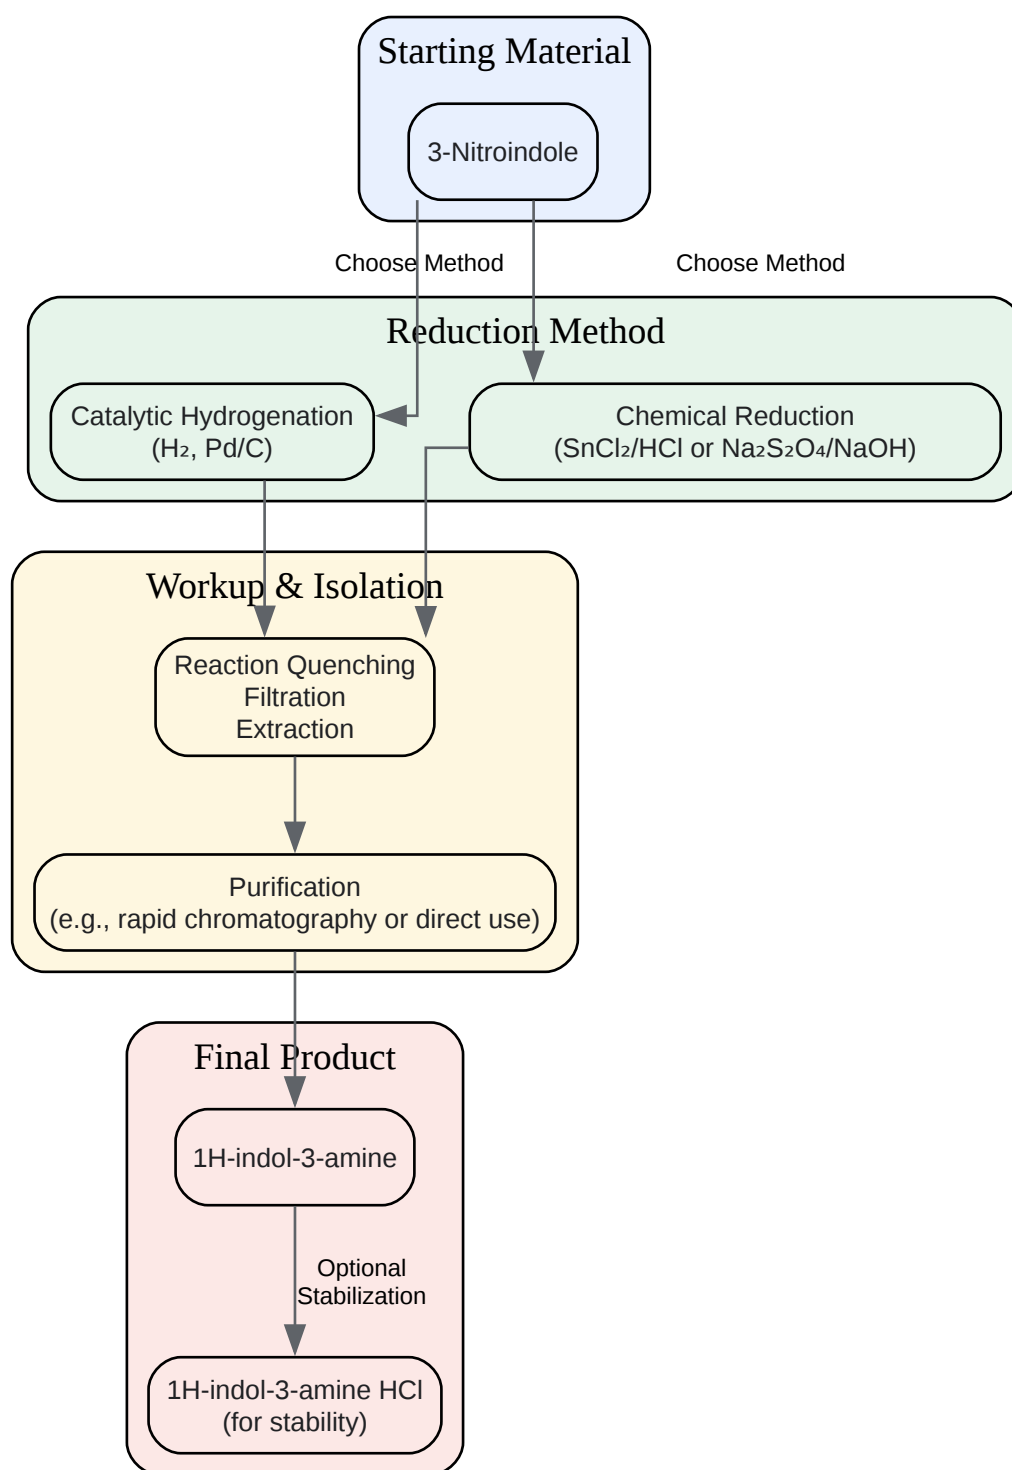 Starting Material
3-Nitroindole
Choose Method
Choose Method
Reduction Method
Catalytic Hydrogenation
(H₂, Pd/C)
Chemical Reduction
(SnCl₂/HCl or Na₂S₂O₄/NaOH)
Workup & Isolation
Reaction Quenching
Filtration
Extraction
Purification
(e.g., rapid chromatography or direct use)
Final Product
1H-indol-3-amine
Optional
Stabilization
1H-indol-3-amine HCl
(for stability)